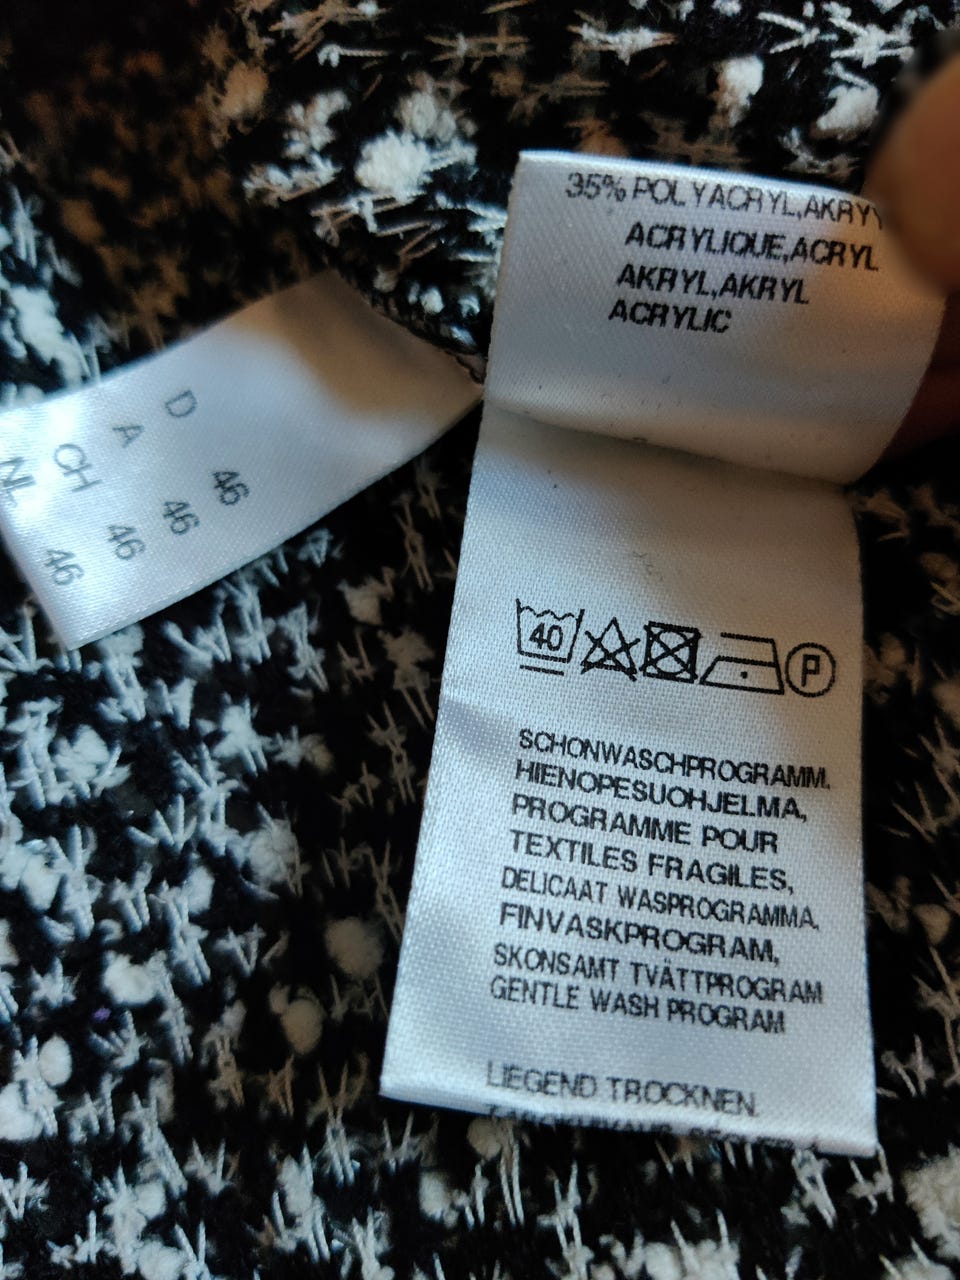 35% POLYACRYL,AKRYY
ACRYLIQUE,ACRYL
AKRYL,AKRYL
ACRYLIC
D 46
A 46
CH 46
NL 46
40
P
SCHONWASCHPROGRAMM,
HIENOPESUOHJELMA,
PROGRAMME POUR
TEXTILES FRAGILES,
DELICAAT WASPROGRAMMA,
FINVASKPROGRAM,
SKONSAMT TVÄTTPROGRAM
GENTLE WASH PROGRAM
LIEGEND TROCKNEN.